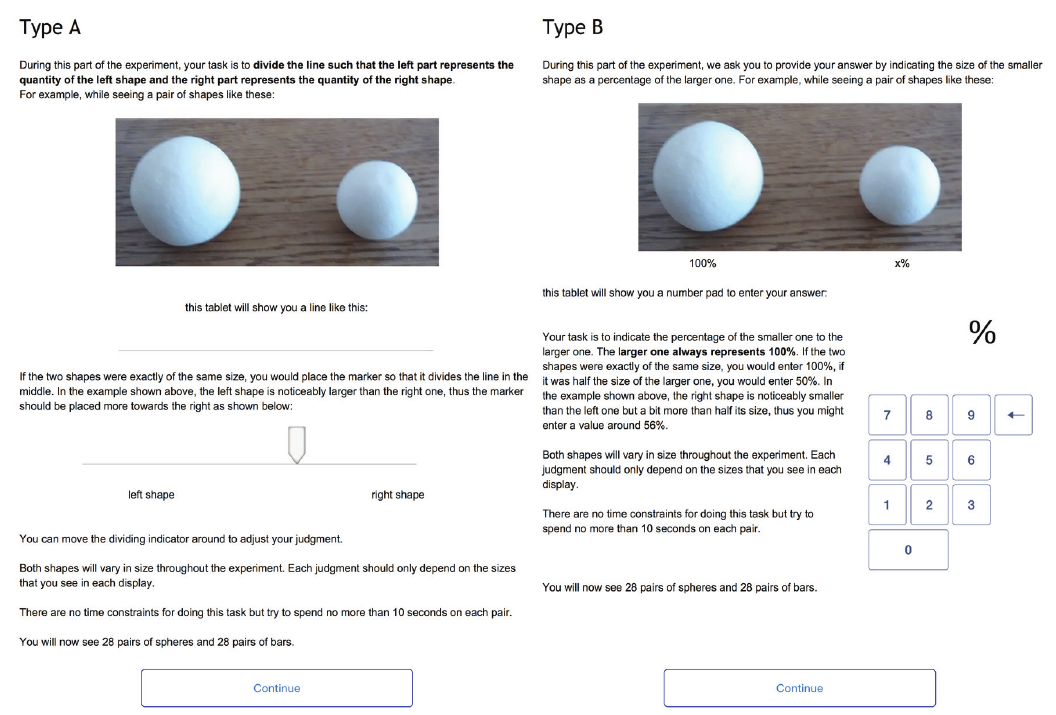 Type A
During this part of the experiment, your task is to divide the line such that the left part represents the
quantity of the left shape and the right part represents the quantity of the right shape.
For example, while seeing a pair of shapes like these:
this tablet will show you a line like this:
If the two shapes were exactly of the same size, you would place the marker so that it divides the line in the
middle. In the example shown above, the left shape is noticeably larger than the right one, thus the marker
should be placed more towards the right as shown below:
left shape right shape
You can move the dividing indicator around to adjust your judgment.
Both shapes will vary in size throughout the experiment. Each judgment should only depend on the sizes
that you see in each display.
There are no time constraints for doing this task but try to spend no more than 10 seconds on each pair.
You will now see 28 pairs of spheres and 28 pairs of bars.
Continue
Type B
During this part of the experiment, we ask you to provide your answer by indicating the size of the smaller
shape as a percentage of the larger one. For example, while seeing a pair of shapes like these:
100% x%
this tablet will show you a number pad to enter your answer:
Your task is to indicate the percentage of the smaller one to the
larger one. The larger one always represents 100%. If the two
shapes were exactly of the same size, you would enter 100%, if
it was half the size of the larger one, you would enter 50%. In
the example shown above, the right shape is noticeably smaller
than the left one but a bit more than half its size, thus you might
enter a value around 56%.
Both shapes will vary in size throughout the experiment. Each
judgment should only depend on the sizes that you see in each
display.
There are no time constraints for doing this task but try to
spend no more than 10 seconds on each pair.
%
7 8 9 ←
4 5 6
1 2 3
0
You will now see 28 pairs of spheres and 28 pairs of bars.
Continue